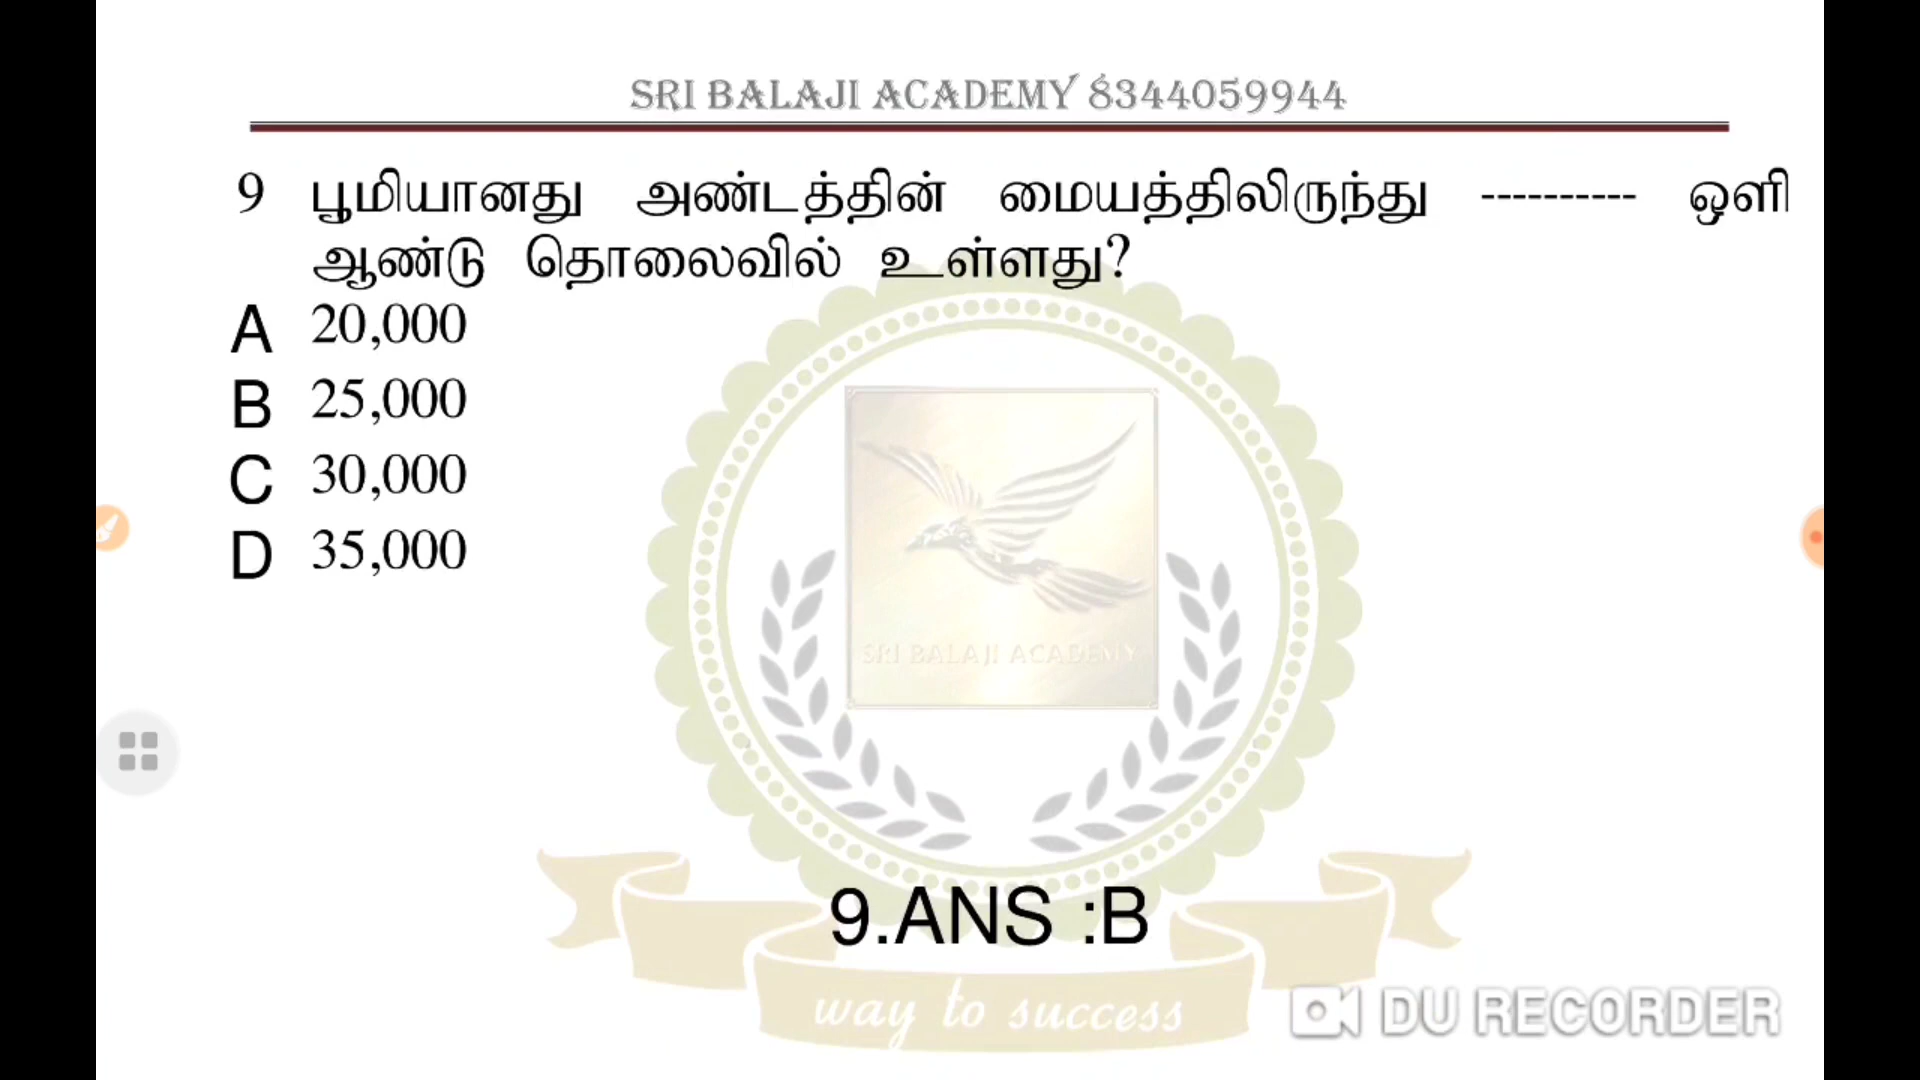 SRI BALAJI ACADEMY 8344059944
9 பூமியானது அண்டத்தின் மையத்திலிருந்து ---------- ஒளி
ஆண்டு தொலைவில் உள்ளது?
A 20,000
B 25,000
C 30,000
D 35,000
SRI BALAJI ACADEMY
9.ANS :B
way to success
DU RECORDER